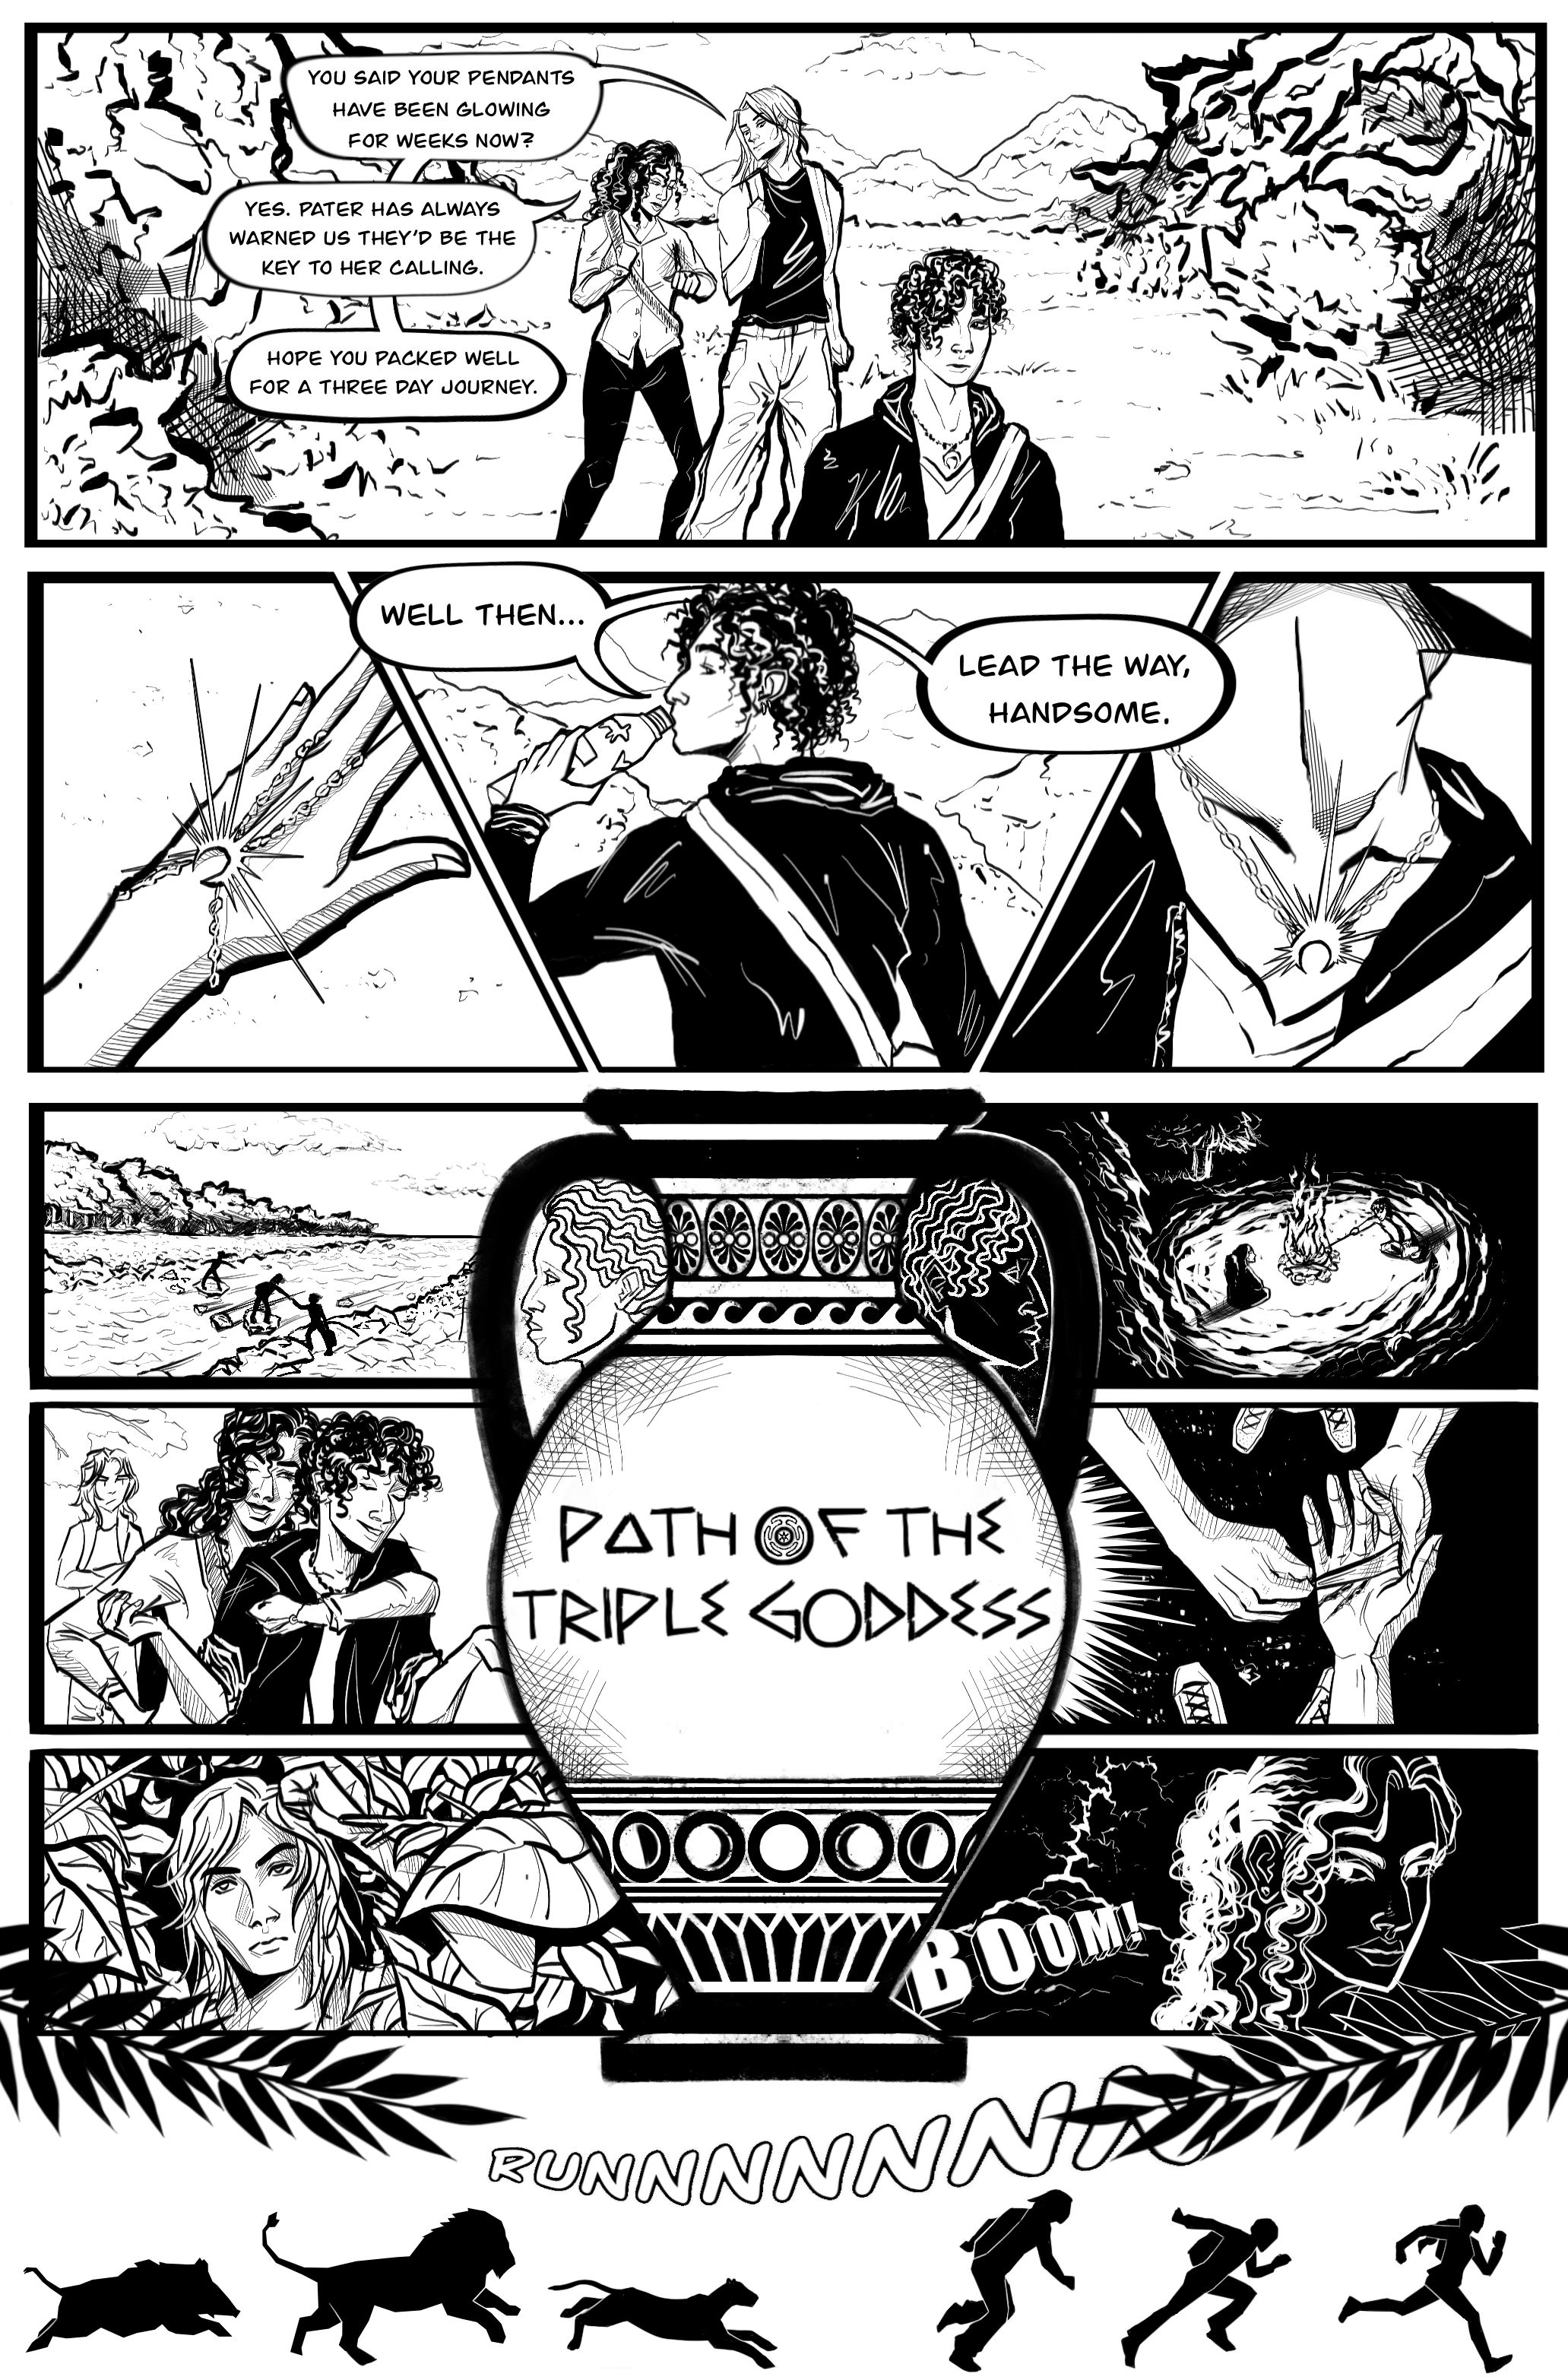 YOU SAID YOUR PENDANTS
HAVE BEEN GLOWING
FOR WEEKS NOW?
YES. PATER HAS ALWAYS
WARNED US THEY'D BE THE
KEY TO HER CALLING.
HOPE YOU PACKED WELL
FOR A THREE DAY JOURNEY.
WELL THEN...
LEAD THE WAY,
HANDSOME.
PATH OF THE
TRIPLE GODDESS
BOOM!
RUNNNNNNNN